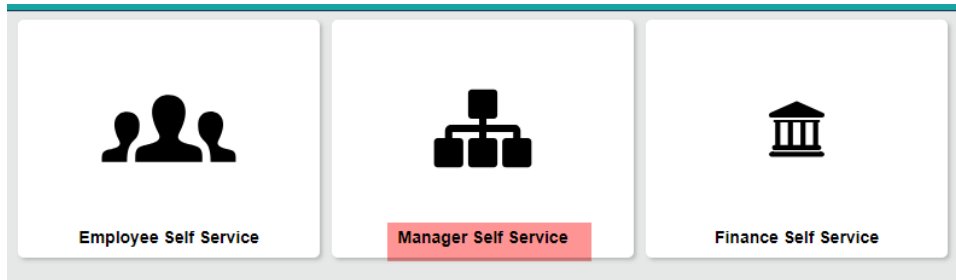 Employee Self Service
Manager Self Service
Finance Self Service